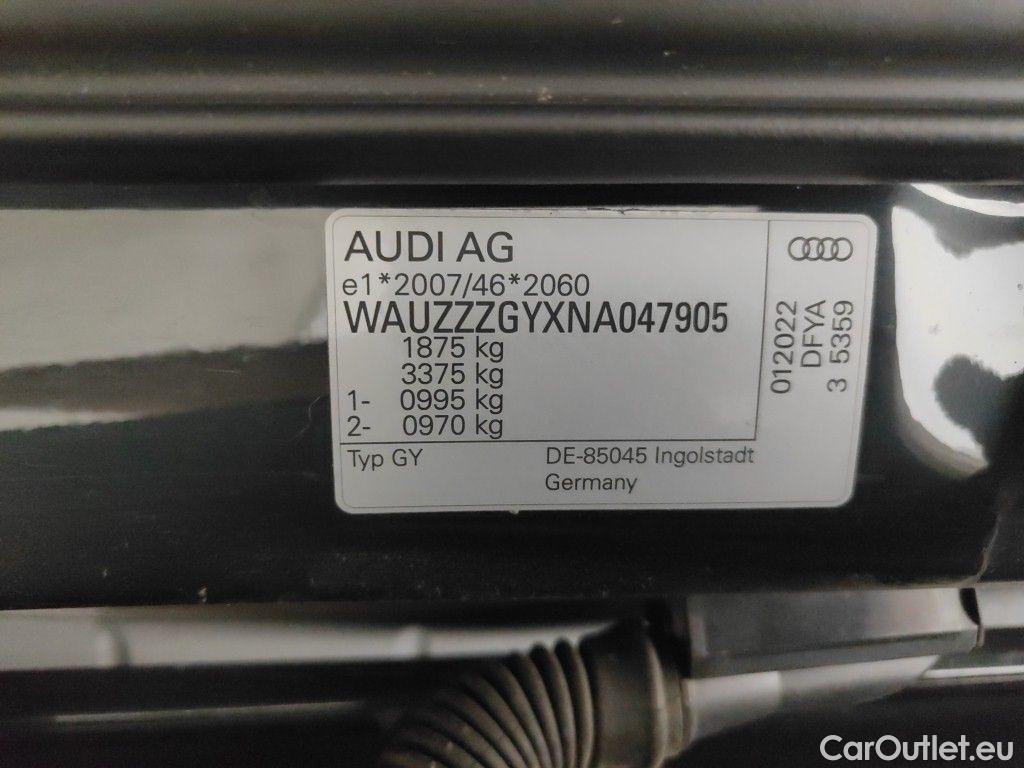 AUDI AG
e1*2007/46*2060
WAUZZZGYXNA047905
1875 kg
3375 kg
1- 0995 kg
2- 0970 kg
Typ GY
DE-85045 Ingolstadt
Germany
012022
DFYA
3 5359
CarOutlet.eu